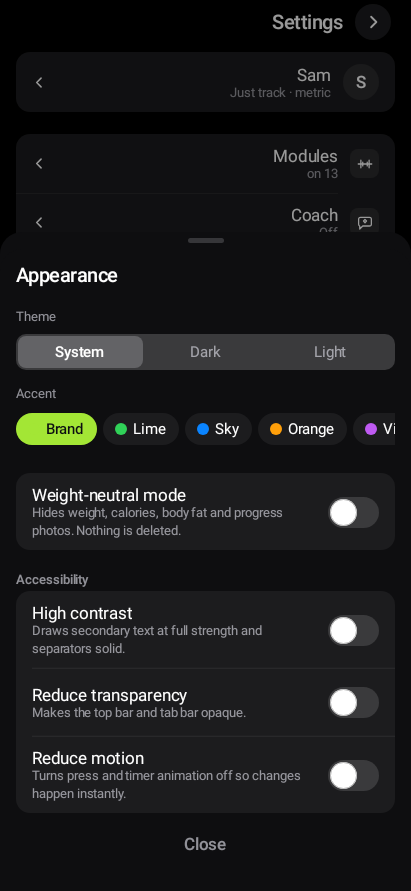 Settings
Sam
Just track · metric
S
Modules
on 13
Coach
Off
Appearance
Theme
System
Dark
Light
Accent
Brand
Lime
Sky
Orange
Vi
Weight-neutral mode
Hides weight, calories, body fat and progress
photos. Nothing is deleted.
Accessibility
High contrast
Draws secondary text at full strength and
separators solid.
Reduce transparency
Makes the top bar and tab bar opaque.
Reduce motion
Turns press and timer animation off so changes
happen instantly.
Close